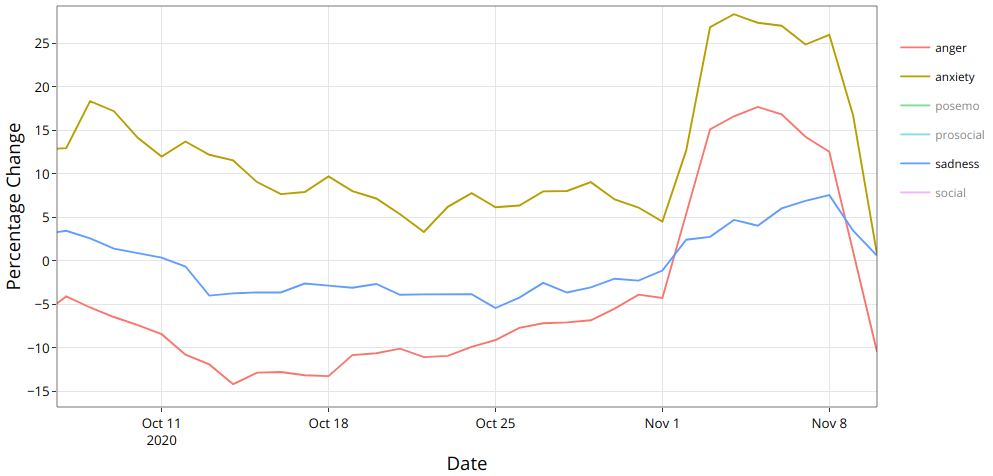 Percentage Change
25
20
15
10
5
0
−5
−10
−15
Oct 11
2020
Oct 18
Oct 25
Nov 1
Nov 8
Date
anger
anxiety
posemo
prosocial
sadness
social